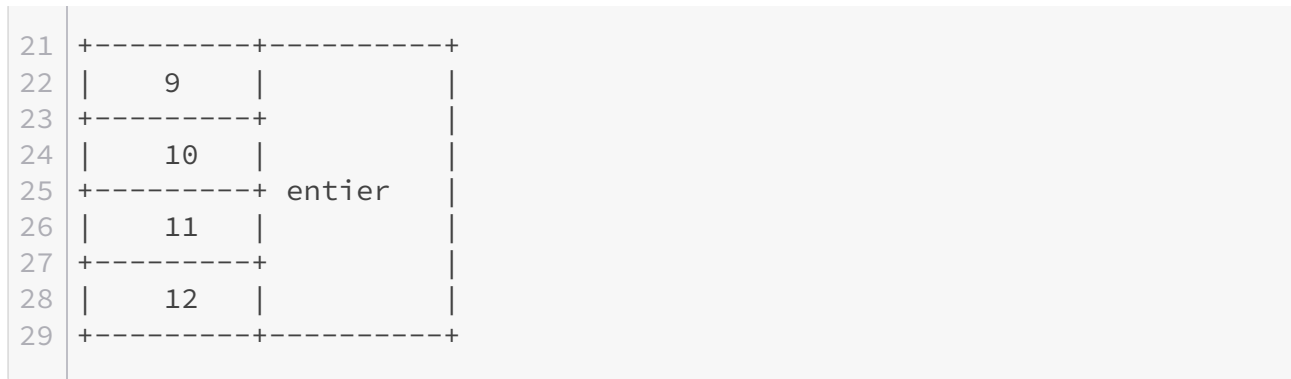 21 +---------+----------+
22 |    9    |          |
23 +---------+          |
24 |    10   |          |
25 +---------+ entier   |
26 |    11   |          |
27 +---------+          |
28 |    12   |          |
29 +---------+----------+